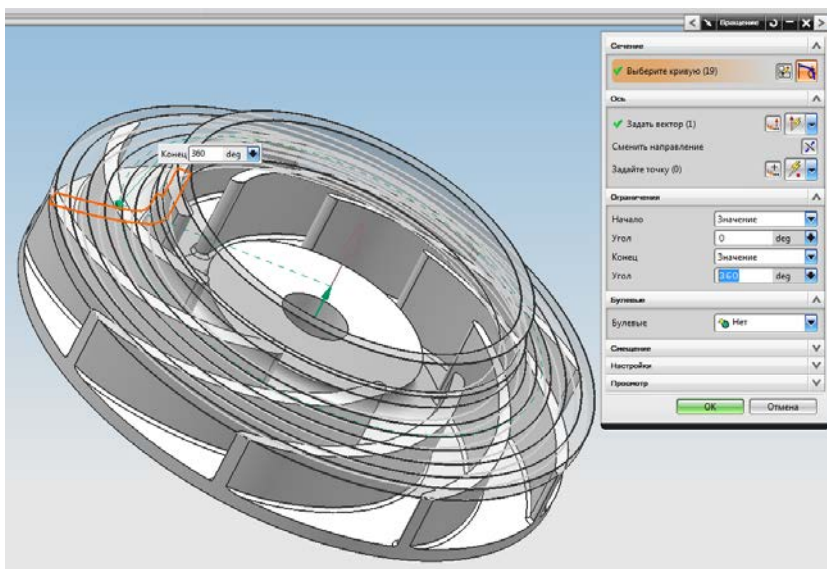 Вращение
Сечение
Выберите кривую (19)
Ось
Задать вектор (1)
Сменить направление
Задайте точку (0)
Ограничения
Начало Значение
Угол 0 deg
Конец Значение
Угол 360 deg
Булевые
Булевые Нет
Смещение
Настройки
Просмотр
OK Отмена
Конец 360 deg